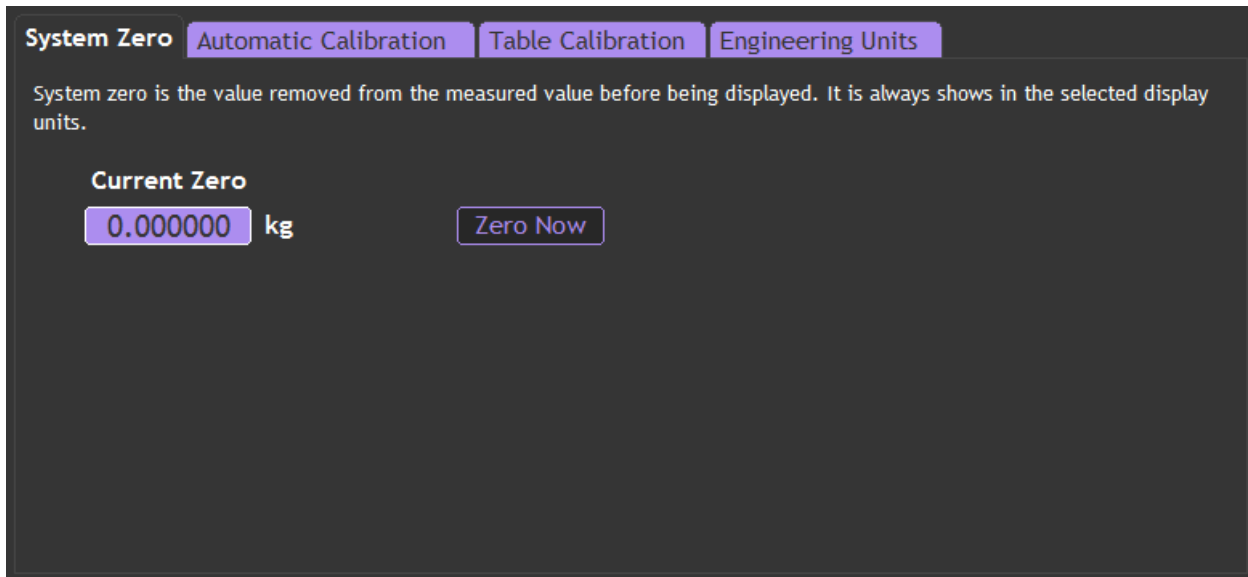 System Zero Automatic Calibration Table Calibration Engineering Units
System zero is the value removed from the measured value before being displayed. It is always shows in the selected display
units.
Current Zero
0.000000 kg Zero Now